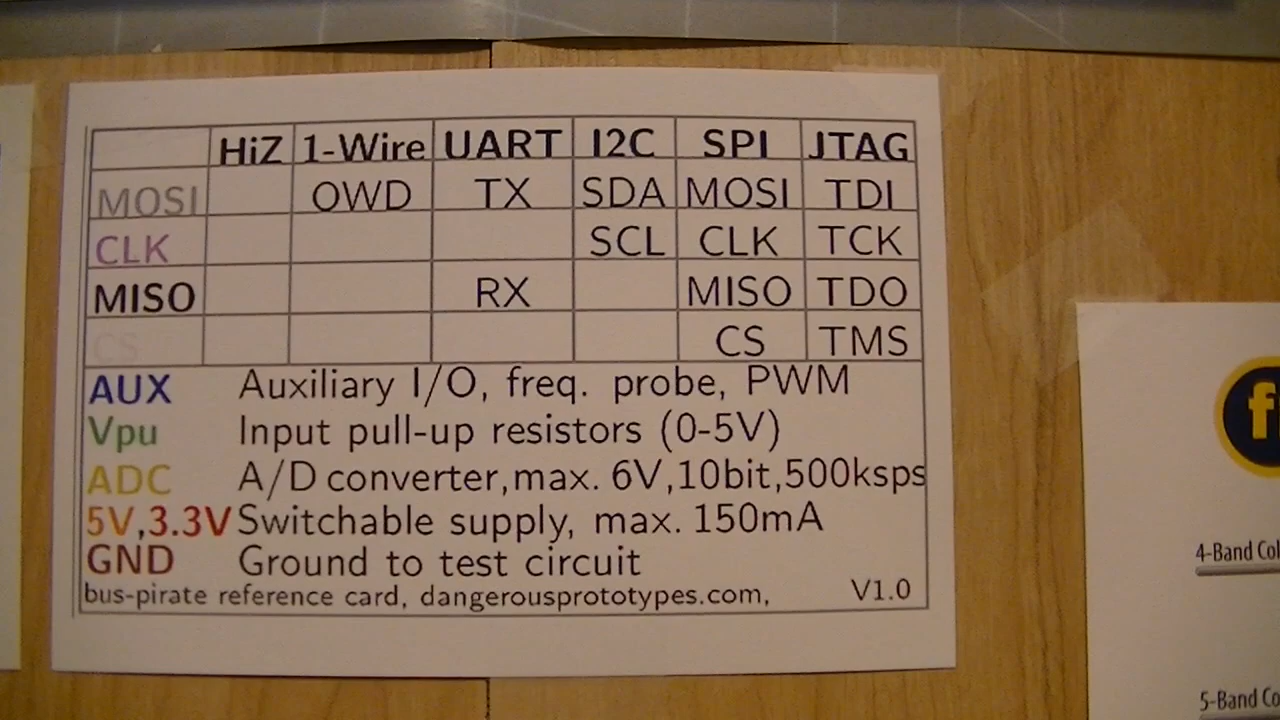 HiZ 1-Wire UART I2C SPI JTAG
MOSI OWD TX SDA MOSI TDI
CLK SCL CLK TCK
MISO RX MISO TDO
CS CS TMS
AUX Auxiliary I/O, freq. probe, PWM
Vpu Input pull-up resistors (0-5V)
ADC A/D converter,max. 6V,10bit,500ksps
5V,3.3V Switchable supply, max. 150mA
GND Ground to test circuit
bus-pirate reference card, dangerousprototypes.com, V1.0
f
4-Band Col
5-Band Co